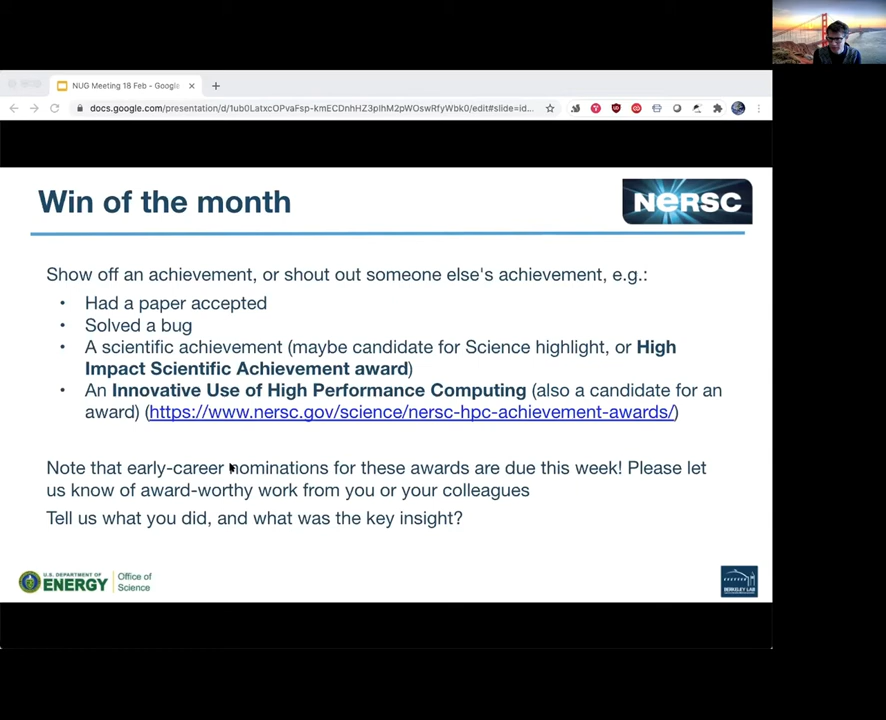 NUG Meeting 18 Feb - Google
docs.google.com/presentation/d/1ub0LatxcOPvaFsp-kmECDnhHZ3plhM2pWOswRfyWbk0/edit#slide=id...
Win of the month
NERSC
Show off an achievement, or shout out someone else's achievement, e.g.:
• Had a paper accepted
• Solved a bug
• A scientific achievement (maybe candidate for Science highlight, or High
Impact Scientific Achievement award)
• An Innovative Use of High Performance Computing (also a candidate for an
award) (https://www.nersc.gov/science/nersc-hpc-achievement-awards/)
Note that early-career nominations for these awards are due this week! Please let
us know of award-worthy work from you or your colleagues
Tell us what you did, and what was the key insight?
U.S. DEPARTMENT OF
ENERGY
Office of
Science
BERKELEY LAB